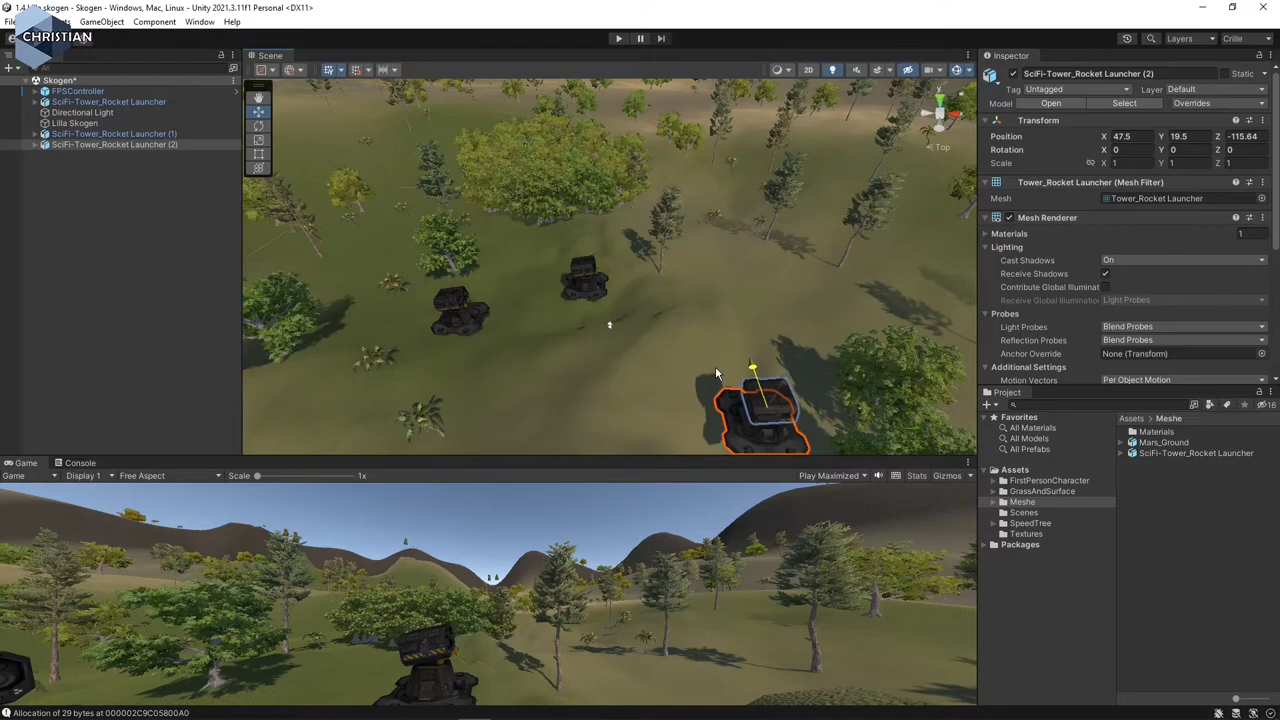 1.4 lilla skogen - Skogen - Windows, Mac, Linux - Unity 2021.3.11f1 Personal <DX11>
GameObject Component Window Help
CHRISTIAN
Layers Crille
All
Scene
Inspector
Skogen*
FPSController
SciFi-Tower_Rocket Launcher
Directional Light
Lilla Skogen
SciFi-Tower_Rocket Launcher (1)
SciFi-Tower_Rocket Launcher (2)
2D
y
x
Top
SciFi-Tower_Rocket Launcher (2) Static
Tag Untagged Layer Default
Model Open Select Overrides
Transform
Position X 47.5 Y 19.5 Z -115.64
Rotation X 0 Y 0 Z 0
Scale X 1 Y 1 Z 1
Tower_Rocket Launcher (Mesh Filter)
Mesh Tower_Rocket Launcher
Mesh Renderer
Materials 1
Lighting
Cast Shadows On
Receive Shadows
Contribute Global Illuminat
Receive Global Illumination Light Probes
Probes
Light Probes Blend Probes
Reflection Probes Blend Probes
Anchor Override None (Transform)
Additional Settings
Motion Vectors Per Object Motion
Project
16
Favorites
All Materials
All Models
All Prefabs
Assets
FirstPersonCharacter
GrassAndSurface
Meshe
Scenes
SpeedTree
Textures
Packages
Assets > Meshe
Materials
Mars_Ground
SciFi-Tower_Rocket Launcher
Game Console
Game Display 1 Free Aspect Scale 1x Play Maximized Stats Gizmos
Allocation of 29 bytes at 000002C9C05800A0